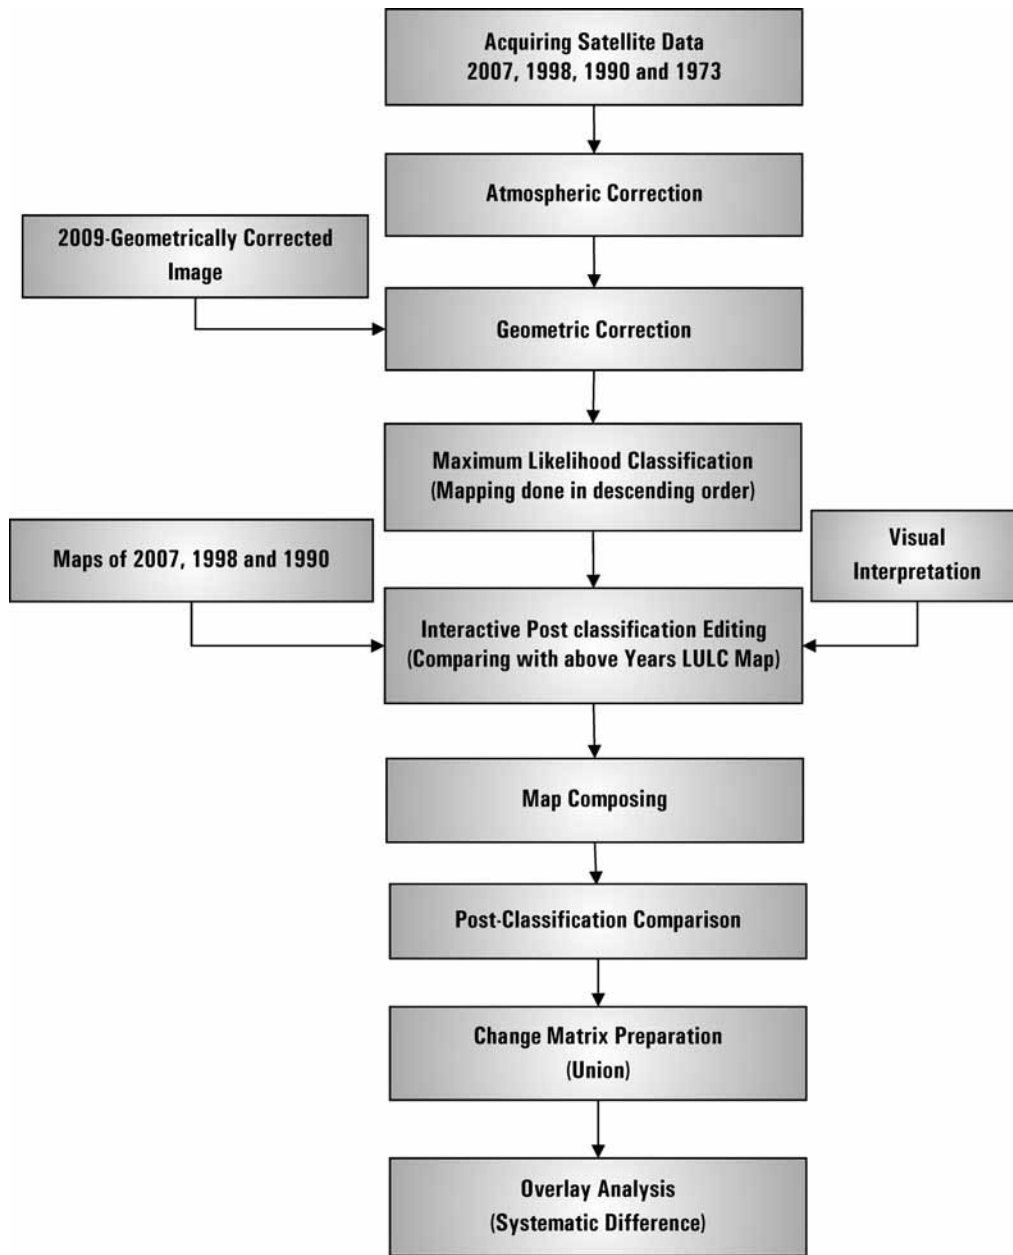 Acquiring Satellite Data
2007, 1998, 1990 and 1973
Atmospheric Correction
2009-Geometrically Corrected
Image
Geometric Correction
Maximum Likelihood Classification
(Mapping done in descending order)
Maps of 2007, 1998 and 1990
Visual
Interpretation
Interactive Post classification Editing
(Comparing with above Years LULC Map)
Map Composing
Post-Classification Comparison
Change Matrix Preparation
(Union)
Overlay Analysis
(Systematic Difference)